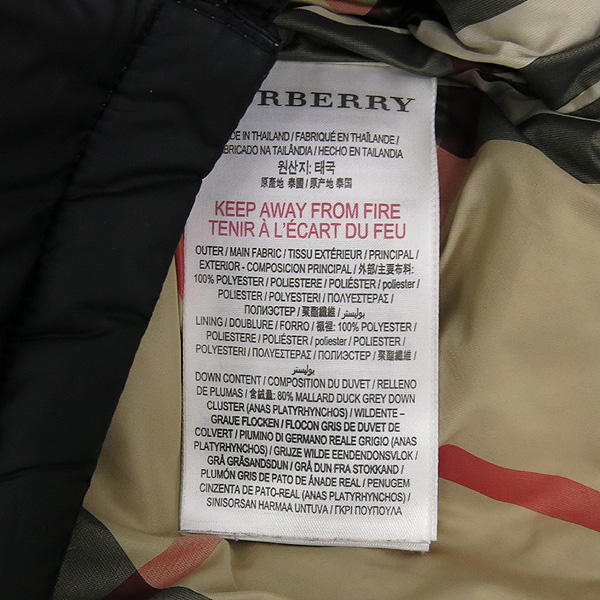 RBERRY
DE IN THAILAND / FABRIQUÉ EN THAÏLANDE /
BRICADO NA TAILÂNDIA / HECHO EN TAILANDIA
원산지: 태국
原產地 泰國 / 原产地 泰国
KEEP AWAY FROM FIRE
TENIR À L'ÉCART DU FEU
OUTER / MAIN FABRIC / TISSU EXTÉRIEUR / PRINCIPAL /
EXTERIOR - COMPOSICION PRINCIPAL / 外部/主要布料:
100% POLYESTER / POLIESTERE / POLIÉSTER / poliester /
POLIESTER / POLYESTERI / ΠΟΛΥΕΣΤΕΡΑΣ /
ПОЛИЭСТЕР / 聚酯纖維 / بوليستر
LINING / DOUBLURE / FORRO / 襯裡: 100% POLYESTER /
POLIESTERE / POLIÉSTER / poliester / POLIESTER /
POLYESTERI / ΠΟΛΥΕΣΤΕΡΑΣ / ПОЛИЭСТЕР / 聚酯纖維 /
بوليستر
DOWN CONTENT / COMPOSITION DU DUVET / RELLENO
DE PLUMAS / 含絨量: 80% MALLARD DUCK GREY DOWN
CLUSTER (ANAS PLATYRHYNCHOS) / WILDENTE –
GRAUE FLOCKEN / FLOCON GRIS DE DUVET DE
COLVERT / PIUMINO DI GERMANO REALE GRIGIO (ANAS
PLATYRHYNCHOS) / GRIJZE WILDE EENDENDONSVLOK /
GRÅ GRÄSANDSDUN / GRÅ DUN FRA STOKKAND /
PLUMÓN GRIS DE PATO DE ÁNADE REAL / PENUGEM
CINZENTA DE PATO-REAL (ANAS PLATYRHYNCHOS) /
SINISORSAN HARMAA UNTUVA / ΓΚΡΙ ΠΟΥΠΟΥΛΑ